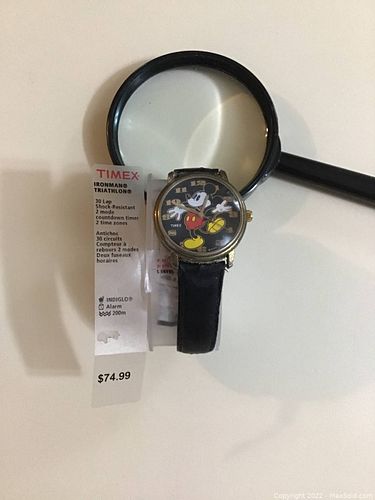 TIMEX
IRONMAN®
TRIATHLON®
30 Lap
Shock-Resistant
2 mode
countdown timer
2 time zones
Antichoc
30 circuits
Compteur à
rebours 2 modes
Deux fuseaux
horaires
INDIGLO®
Alarm
200m
$74.99
TIMEX
Copyright 2022 - MaxSold.com